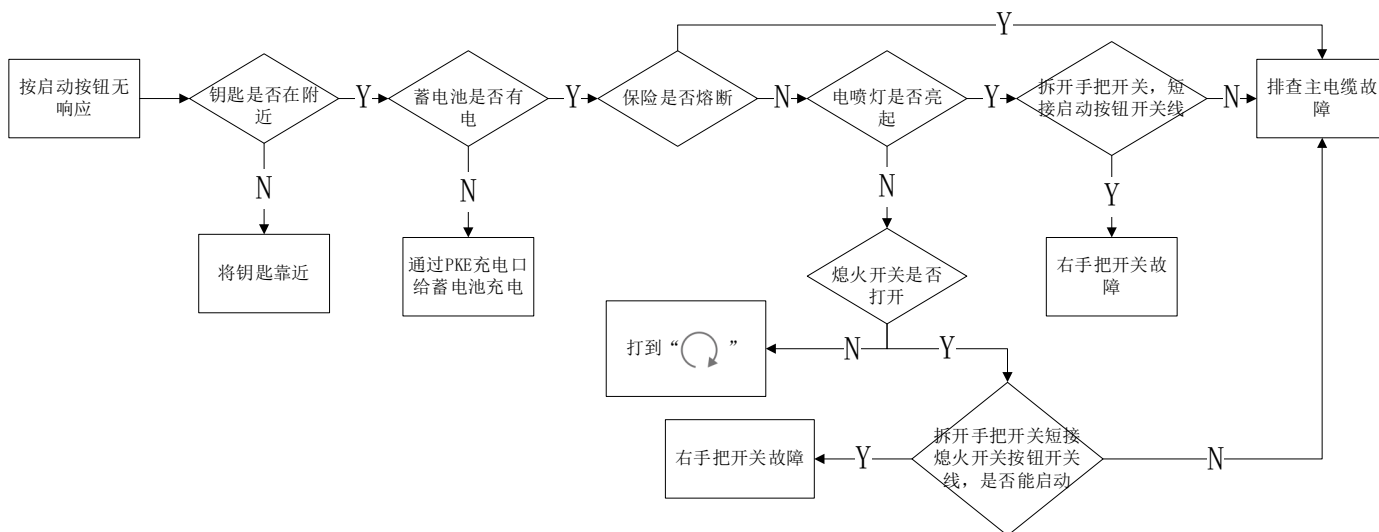 Y
按启动按钮无
响应
钥匙是否在附
近
Y
蓄电池是否有
电
Y
保险是否熔断
N
电喷灯是否亮
起
Y
拆开手把开关，短
接启动按钮开关线
N
排查主电缆故
障
N
N
N
Y
将钥匙靠近
通过PKE充电口
给蓄电池充电
熄火开关是否
打开
右手把开关故
障
打到“ ”
N
Y
右手把开关故障
Y
拆开手把开关短接
熄火开关按钮开关
线，是否能启动
N